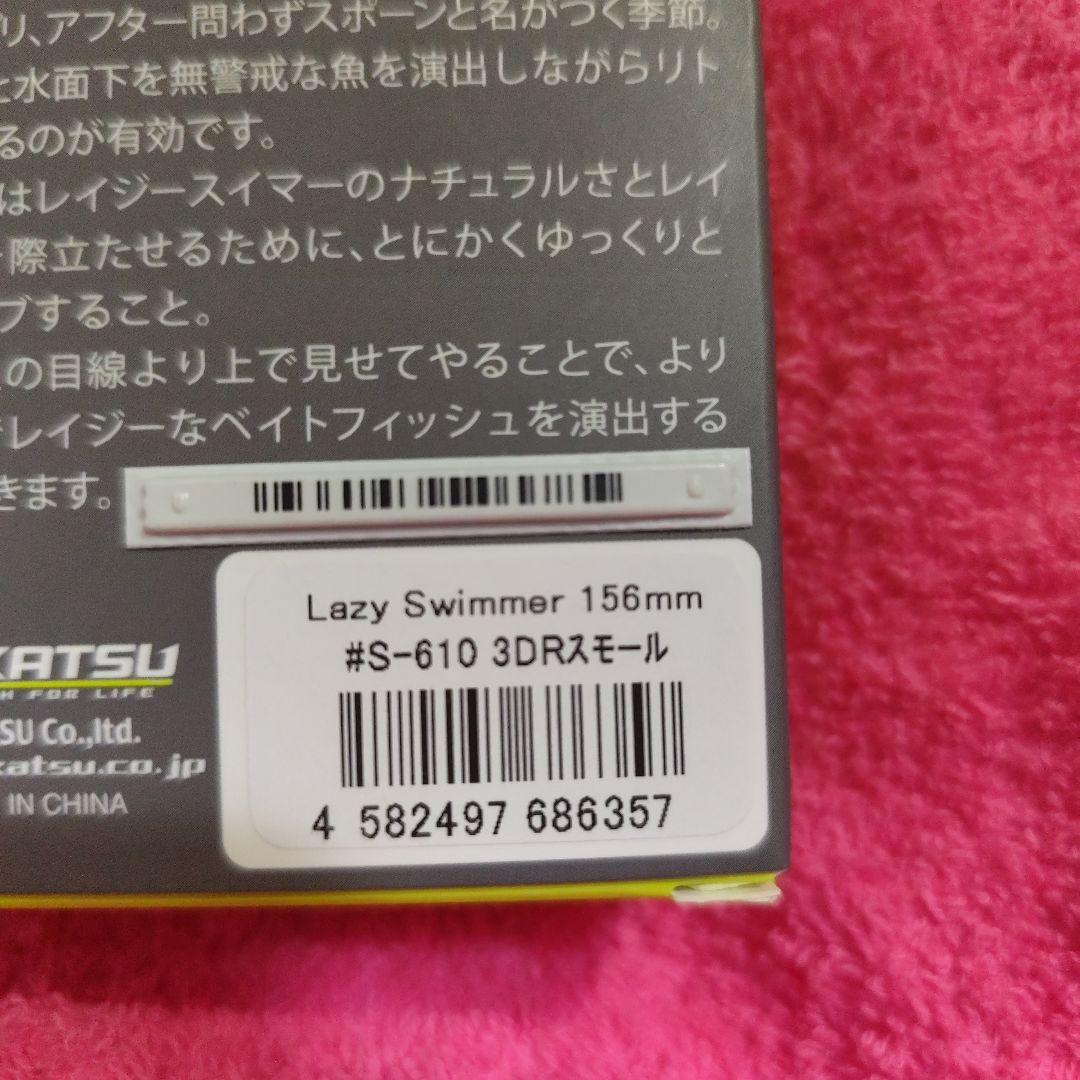 リ、アフター問わずスポーンと名がつく季節。
と水面下を無警戒な魚を演出しながらリト
るのが有効です。
はレイジースイマーのナチュラルさとレイ
際立たせるために、とにかくゆっくりと
ブすること。
の目線より上で見せてやることで、より
レイジーなベイトフィッシュを演出する
きます。
Lazy Swimmer 156mm
#S-610 3DRスモール
4 582497 686357
KATSU
H FOR LIFE
TSU Co.,ltd.
katsu.co.jp
IN CHINA